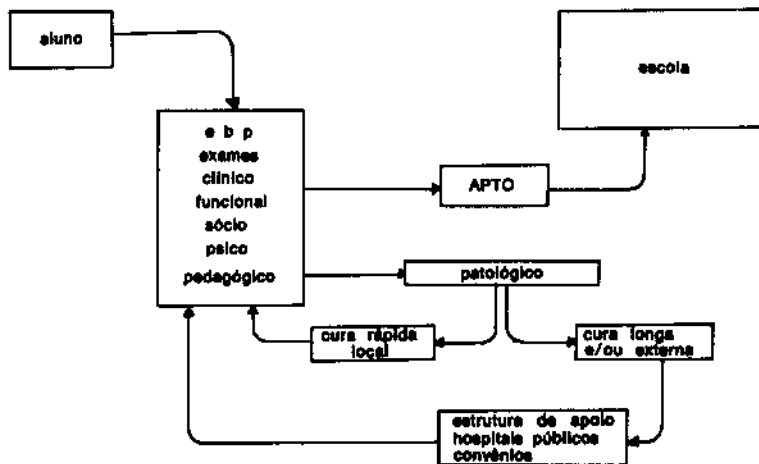 aluno
escola
e b p
exames
clínico
funcional
sócio
psico
pedagógico
APTO
patológico
cura rápida
local
cura longa
e/ou externa
estrutura de apoio
hospitais públicos
convênios